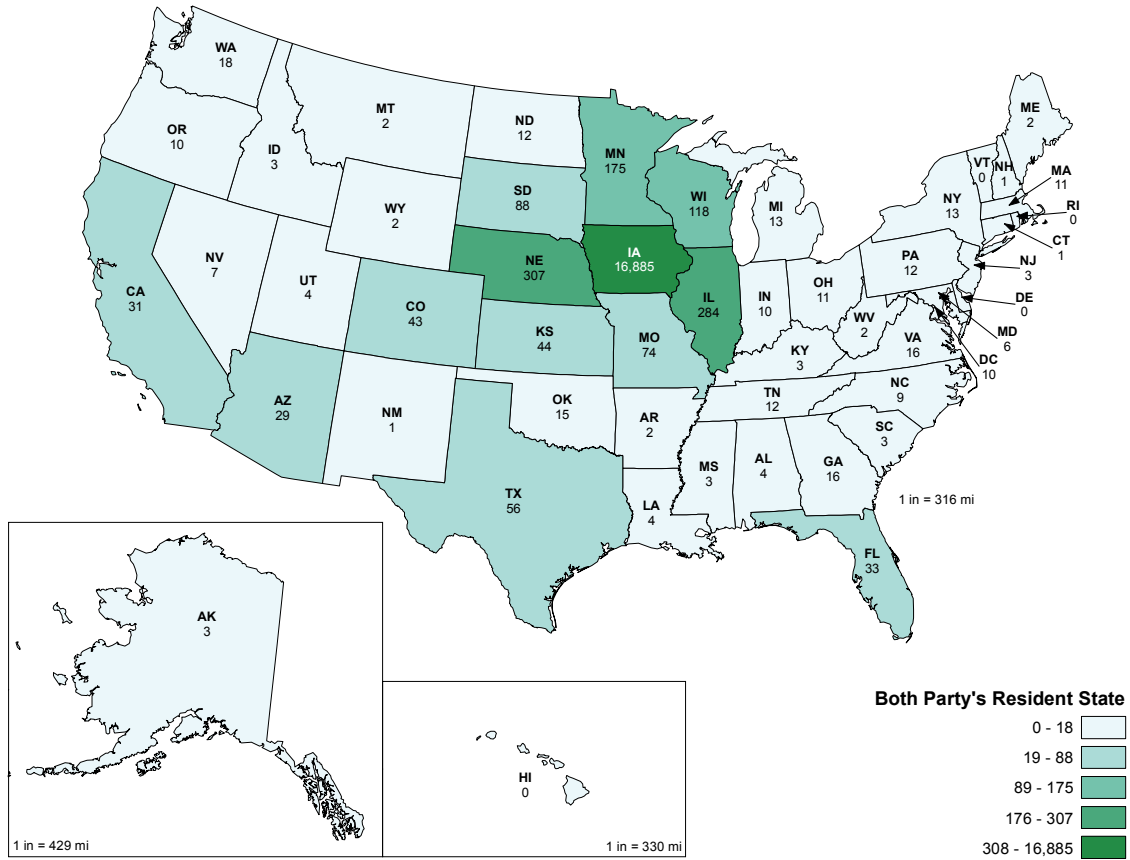 WA
18
OR
10
ID
3
MT
2
ND
12
MN
175
WI
118
MI
13
SD
88
WY
2
NE
307
IA
16,885
IL
284
IN
10
OH
11
PA
12
NY
13
VT
0
NH
1
ME
2
MA
11
RI
0
CT
1
NJ
3
DE
0
MD
6
DC
10
NV
7
UT
4
CA
31
CO
43
KS
44
MO
74
KY
3
WV
2
VA
16
TN
12
NC
9
SC
3
AZ
29
NM
1
OK
15
AR
2
MS
3
AL
4
GA
16
TX
56
LA
4
FL
33
1 in = 316 mi
AK
3
1 in = 429 mi
HI
0
1 in = 330 mi
Both Party's Resident State
0 - 18
19 - 88
89 - 175
176 - 307
308 - 16,885